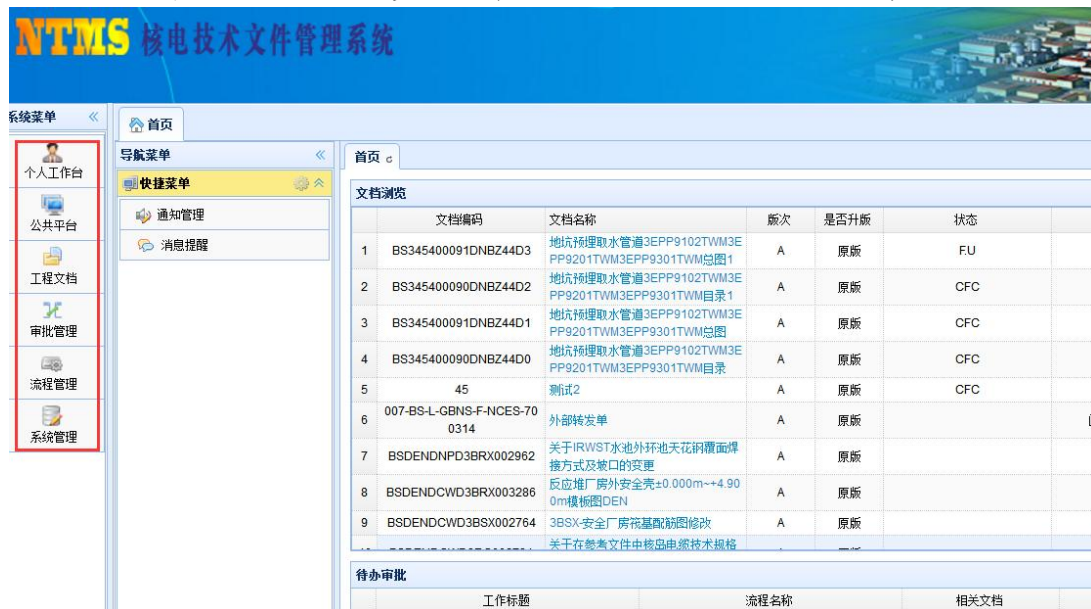 NTMS 核电技术文件管理系统
系统菜单
个人工作台
公共平台
工程文档
审批管理
流程管理
系统管理
首页
导航菜单
快捷菜单
通知管理
消息提醒
首页
文档浏览
文档编码 文档名称 版次 是否升版 状态
1 BS345400091DNBZ44D3 地坑预埋取水管道3EPP9102TWM3E A 原版 F.U
PP9201TWM3EPP9301TWM总图1
2 BS345400090DNBZ44D2 地坑预埋取水管道3EPP9102TWM3E A 原版 CFC
PP9201TWM3EPP9301TWM目录1
3 BS345400091DNBZ44D1 地坑预埋取水管道3EPP9102TWM3E A 原版 CFC
PP9201TWM3EPP9301TWM总图
4 BS345400090DNBZ44D0 地坑预埋取水管道3EPP9102TWM3E A 原版 CFC
PP9201TWM3EPP9301TWM目录
5 45 测试2 A 原版 CFC
6 007-BS-L-GBNS-F-NCES-70 外部转发单 A 原版
0314
7 BSDENDNPD3BRX002962 关于IRWST水池外环池天花钢覆面焊 A 原版
接方式及坡口的变更
8 BSDENDCWD3BRX003286 反应堆厂房外安全壳±0.000m~+4.90 A 原版
0m模板图DEN
9 BSDENDCWD3BSX002764 3BSX-安全厂房筏基配筋图修改 A 原版
关于在参考文件中核岛电缆技术规格
待办审批
工作标题 流程名称 相关文档